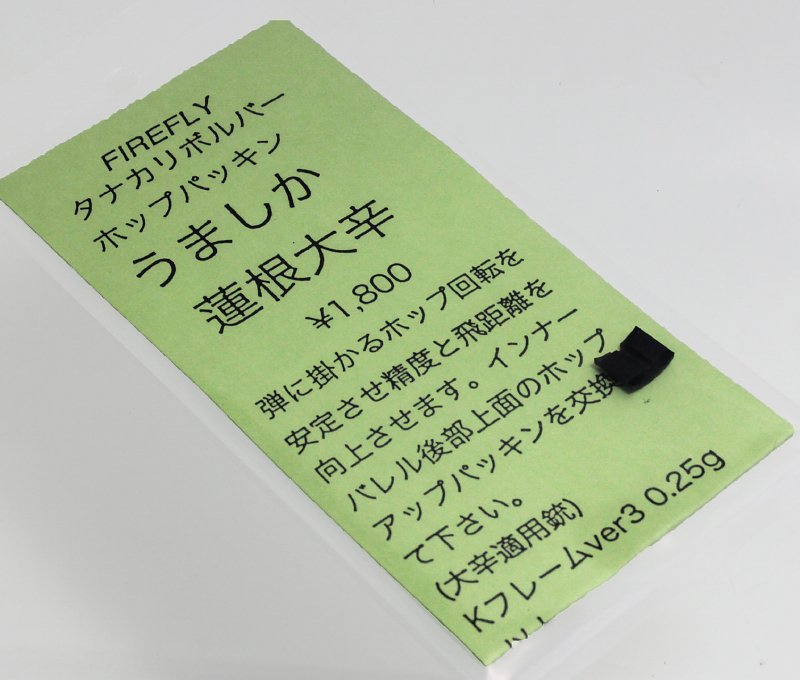 FIREFLY
タナカリボルバー
ホップパッキン
うましか
蓮根大辛
¥1,800
弾に掛かるホップ回転を
安定させ精度と飛距離を
向上させます。インナー
バレル後部上面のホップ
アップパッキンを交換
て下さい。
(大辛適用銃)
Kフレームver3 0.25g